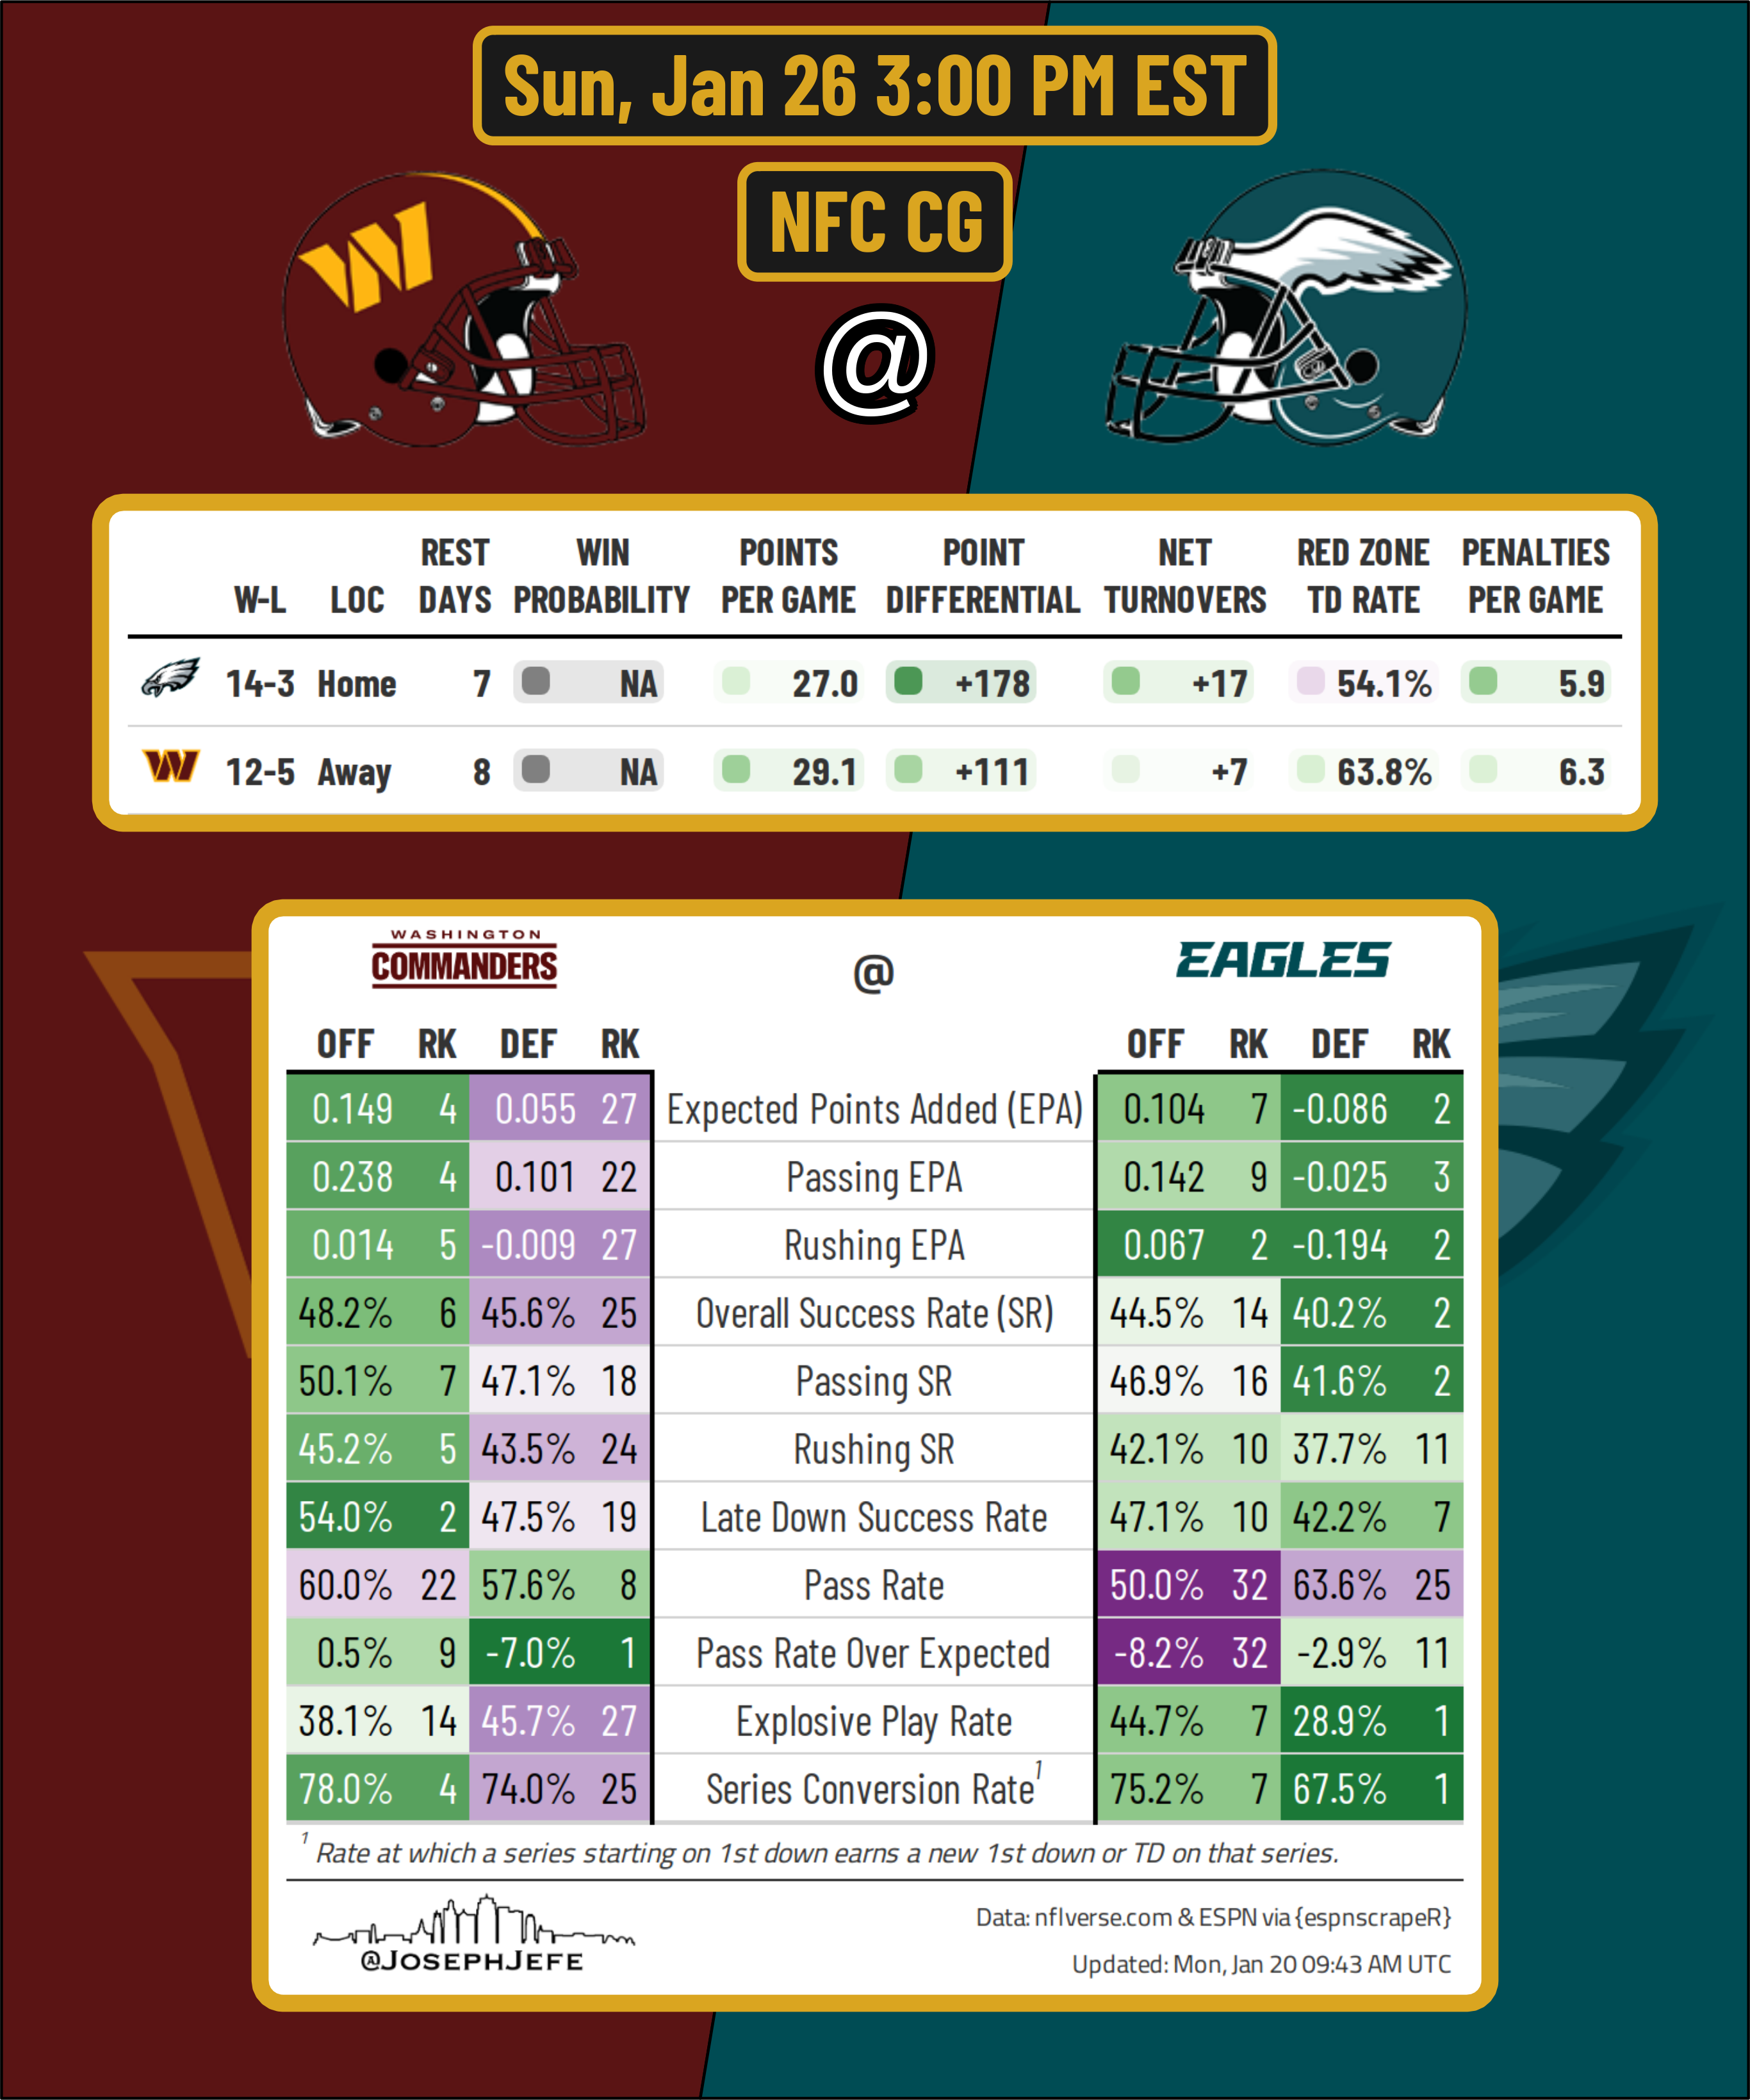 Sun, Jan 26 3:00 PM EST
NFC CG
W
@
REST WIN POINTS POINT NET RED ZONE PENALTIES
W-L LOC DAYS PROBABILITY PER GAME DIFFERENTIAL TURNOVERS TD RATE PER GAME
14-3 Home 7 NA 27.0 +178 +17 54.1% 5.9
W 12-5 Away 8 NA 29.1 +111 +7 63.8% 6.3
WASHINGTON
COMMANDERS @ EAGLES
OFF RK DEF RK OFF RK DEF RK
0.149 4 0.055 27 Expected Points Added (EPA) 0.104 7 -0.086 2
0.238 4 0.101 22 Passing EPA 0.142 9 -0.025 3
0.014 5 -0.009 27 Rushing EPA 0.067 2 -0.194 2
48.2% 6 45.6% 25 Overall Success Rate (SR) 44.5% 14 40.2% 2
50.1% 7 47.1% 18 Passing SR 46.9% 16 41.6% 2
45.2% 5 43.5% 24 Rushing SR 42.1% 10 37.7% 11
54.0% 2 47.5% 19 Late Down Success Rate 47.1% 10 42.2% 7
60.0% 22 57.6% 8 Pass Rate 50.0% 32 63.6% 25
0.5% 9 -7.0% 1 Pass Rate Over Expected -8.2% 32 -2.9% 11
38.1% 14 45.7% 27 Explosive Play Rate 44.7% 7 28.9% 1
78.0% 4 74.0% 25 Series Conversion Rate¹ 75.2% 7 67.5% 1
¹ Rate at which a series starting on 1st down earns a new 1st down or TD on that series.
@JOSEPHJEFE
Data: nflverse.com & ESPN via {espnscrapeR}
Updated: Mon, Jan 20 09:43 AM UTC